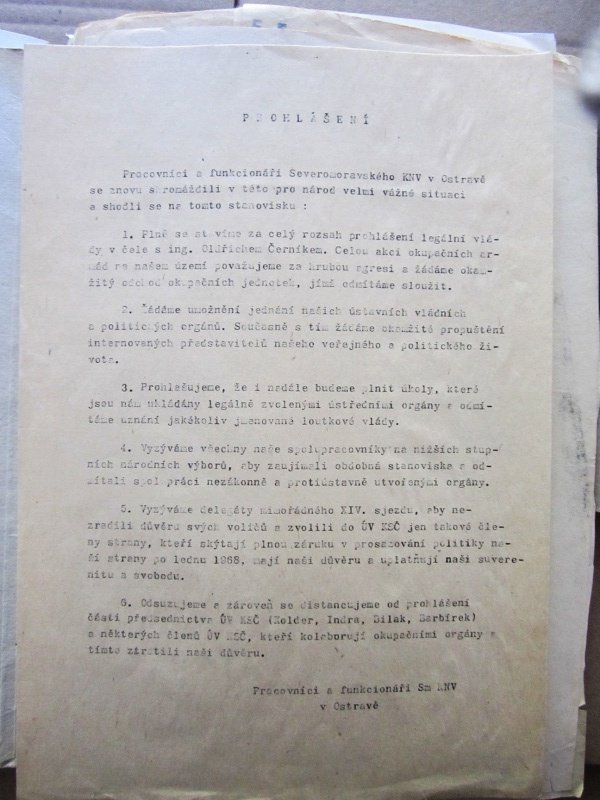 PROHLÁŠENÍ
Pracovníci a funkcionáři Severomoravského KNV v Ostravě
se znovu shromáždili v této pro národ velmi vážné situaci
a shodli se na tomto stanovisku :
1. Plně se stavíme za celý rozsah prohlášení legální vlá-
dy v čele s ing. Oldřichem Černíkem. Celou akci okupačních ar-
mád na našem území považujeme za hrubou agresi a žádáme oka-
žitý odchod okupačních jednotek, jimž odmítáme sloužit.
2. Žádáme umožnění jednání našich ústavních vládních
a politických orgánů. Současně s tím žádáme okamžité propuštění
internovaných představitelů našeho veřejného a politického ži-
vota.
3. Prohlašujeme, že i nadále budeme plnit úkoly, které
jsou nám ukládány legálně zvolenými ústředními orgány a odmí-
táme uznání jakékoliv jmenované loutkové vlády.
4. Vyzýváme všechny naše spolupracovníky na nižších stup-
ních národních výborů, aby zaujímali obdobná stanoviska a od-
mítali spolupráci nezákonně a protiústavně utvořenými orgány.
5. Vyzýváme delegáty mimořádného XIV. sjezdu, aby ne-
zradili důvěru svých voličů a zvolili do ÚV KSČ jen takové čle-
ny strany, kteří skýtají plnou záruku v prosazování politiky na-
ší strany po lednu 1968, mají naši důvěru a uplatňují naši suvere-
nitu a svobodu.
6. Odsuzujeme a zároveň se distancujeme od prohlášení
části předsednictva ÚV KSČ (Kolder, Indra, Bilak, Barbírek)
a některých členů ÚV KSČ, kteří kolaborují okupačními orgány a
tímto ztratili naši důvěru.
Pracovníci a funkcionáři Sm KNV
v Ostravě